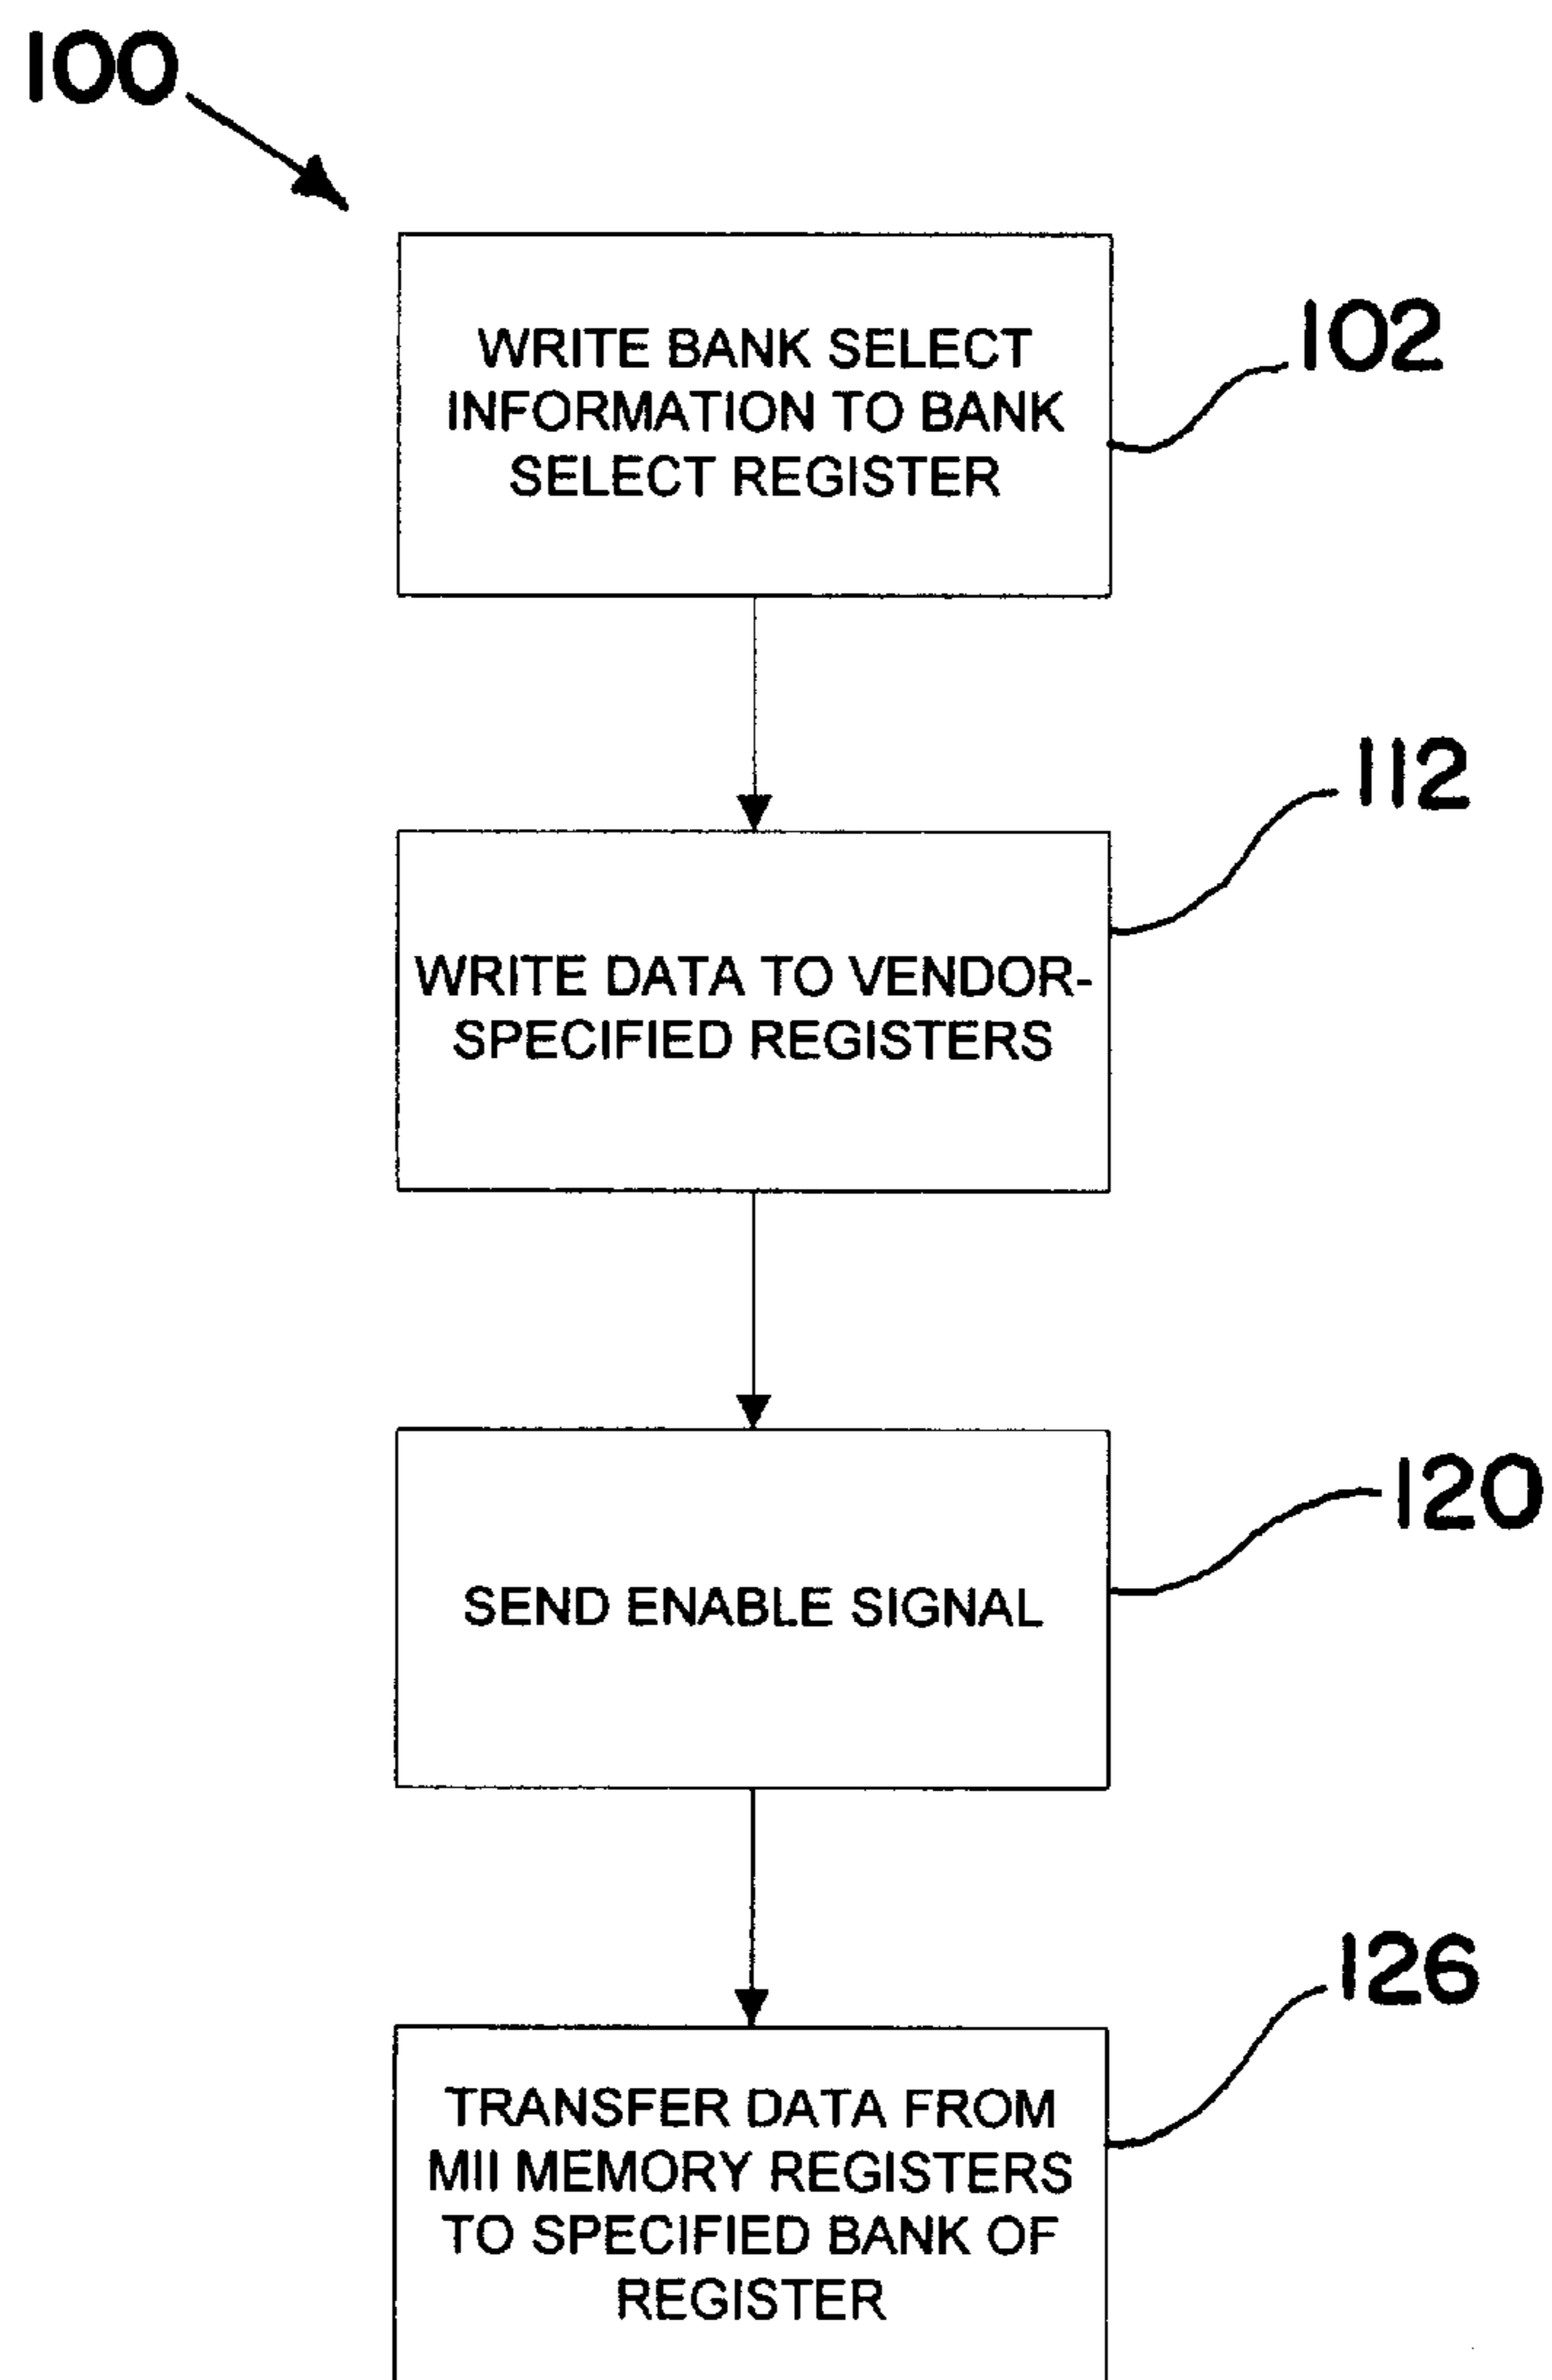 100
WRITE BANK SELECT
INFORMATION TO BANK
SELECT REGISTER
102
WRITE DATA TO VENDOR-
SPECIFIED REGISTERS
112
SEND ENABLE SIGNAL
120
TRANSFER DATA FROM
MII MEMORY REGISTERS
TO SPECIFIED BANK OF
REGISTER
126